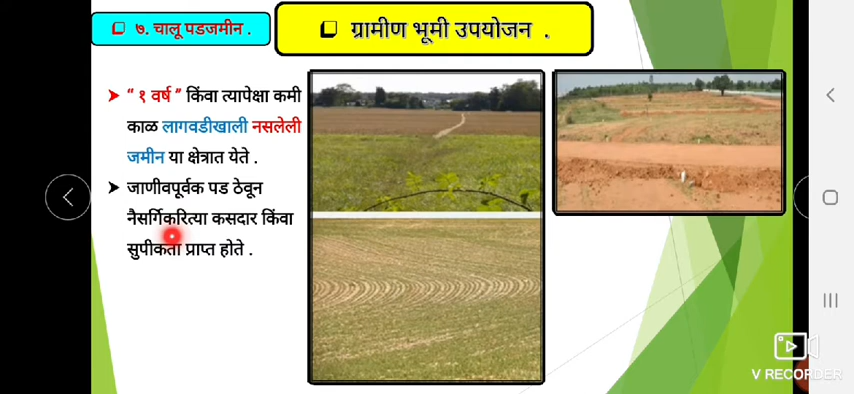 ७. चालू पडजमीन .
ग्रामीण भूमी उपयोजन .
“ १ वर्ष ” किंवा त्यापेक्षा कमी
काळ लागवडीखाली नसलेली
जमीन या क्षेत्रात येते .
जाणीवपूर्वक पड ठेवून
नैसर्गिकरित्या कसदार किंवा
सुपीकता प्राप्त होते .
V RECORDER